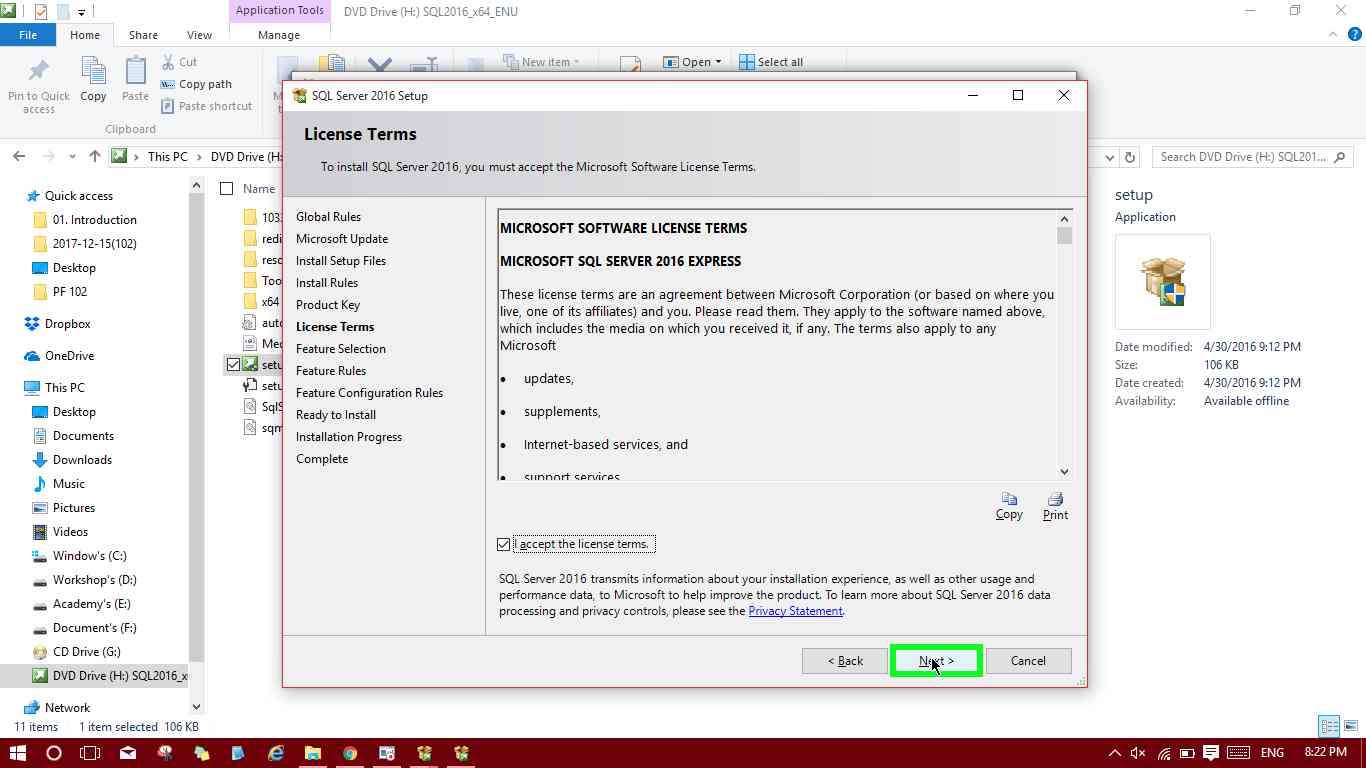 Application Tools
DVD Drive (H:) SQL2016_x64_ENU
File
Home
Share
View
Manage
Pin to Quick
access
Copy
Paste
Cut
Copy path
Paste shortcut
Clipboard
New item
Open
Select all
This PC
DVD Drive (H:
Search DVD Drive (H:) SQL201...
SQL Server 2016 Setup
License Terms
To install SQL Server 2016, you must accept the Microsoft Software License Terms.
Global Rules
Microsoft Update
Install Setup Files
Install Rules
Product Key
License Terms
Feature Selection
Feature Rules
Feature Configuration Rules
Ready to Install
Installation Progress
Complete
MICROSOFT SOFTWARE LICENSE TERMS
MICROSOFT SQL SERVER 2016 EXPRESS
These license terms are an agreement between Microsoft Corporation (or based on where you
live, one of its affiliates) and you. Please read them. They apply to the software named above,
which includes the media on which you received it, if any. The terms also apply to any
Microsoft
• updates,
• supplements,
• Internet-based services, and
• support services
Copy
Print
I accept the license terms.
SQL Server 2016 transmits information about your installation experience, as well as other usage and
performance data, to Microsoft to help improve the product. To learn more about SQL Server 2016 data
processing and privacy controls, please see the Privacy Statement.
< Back
Next >
Cancel
Quick access
01. Introduction
2017-12-15(102)
Desktop
PF 102
Dropbox
OneDrive
This PC
Desktop
Documents
Downloads
Music
Pictures
Videos
Window's (C:)
Workshop's (D:)
Academy's (E:)
Document's (F:)
CD Drive (G:)
DVD Drive (H:) SQL2016_x
Network
Name
103
redi
reso
Too
x64
auto
Me
setu
setu
SqlS
sqm
setup
Application
Date modified: 4/30/2016 9:12 PM
Size: 106 KB
Date created: 4/30/2016 9:12 PM
Availability: Available offline
11 items
1 item selected 106 KB
ENG
8:22 PM